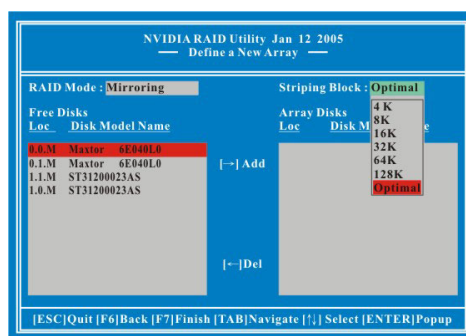 NVIDIA RAID Utility Jan 12 2005
Define a New Array
RAID Mode : Mirroring
Striping Block : Optimal
4 K
8K
16K
32K
64K
128K
Optimal
Free Disks
Loc Disk Model Name
0.0.M Maxtor 6E040L0
0.1.M Maxtor 6E040L0
1.1.M ST31200023AS
1.0.M ST31200023AS
[→] Add
[←]Del
Array Disks
Loc Disk M e
[ESC]Quit [F6]Back [F7]Finish [TAB]Navigate [↑↓] Select [ENTER]Popup